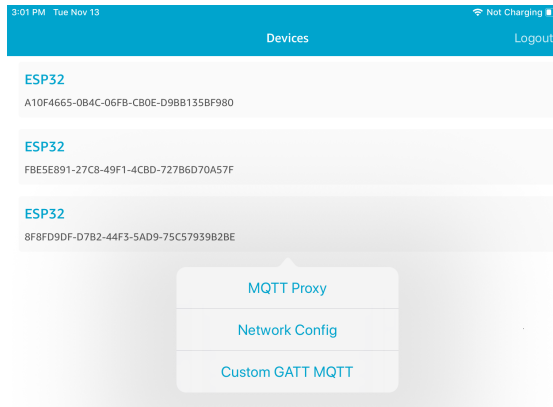 3:01 PM Tue Nov 13
Not Charging
Devices
Logout
ESP32
A10F4665-0B4C-06FB-CB0E-D9BB135BF980
ESP32
FBE5E891-27C8-49F1-4CBD-727B6D70A57F
ESP32
8F8FD9DF-D7B2-44F3-5AD9-75C57939B2BE
MQTT Proxy
Network Config
Custom GATT MQTT